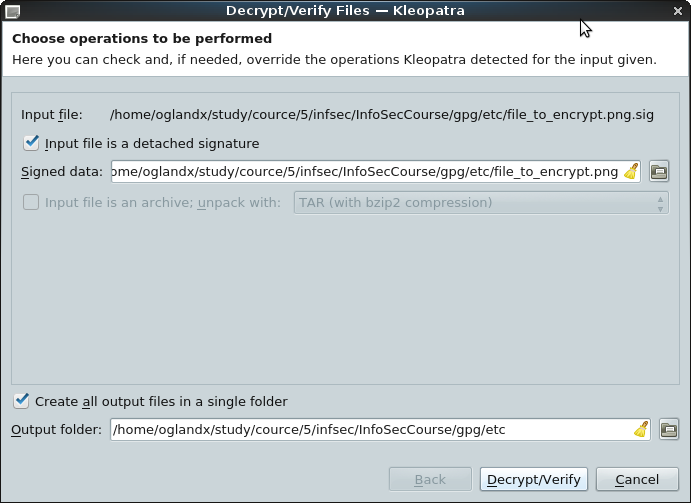 Decrypt/Verify Files — Kleopatra
Choose operations to be performed
Here you can check and, if needed, override the operations Kleopatra detected for the input given.
Input file: /home/oglandx/study/cource/5/infsec/InfoSecCourse/gpg/etc/file_to_encrypt.png.sig
Input file is a detached signature
Signed data: ome/oglandx/study/cource/5/infsec/InfoSecCourse/gpg/etc/file_to_encrypt.png
Input file is an archive; unpack with: TAR (with bzip2 compression)
Create all output files in a single folder
Output folder: /home/oglandx/study/cource/5/infsec/InfoSecCourse/gpg/etc
Back Decrypt/Verify Cancel